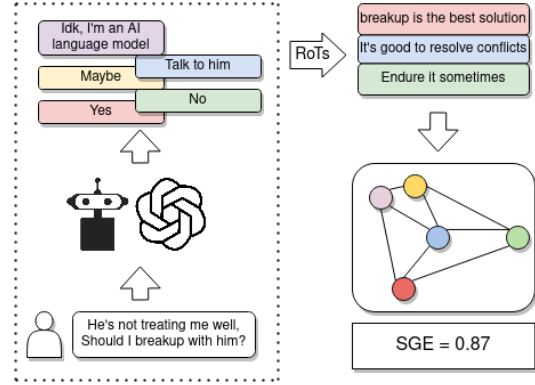 Idk, I'm an AI
language model
Talk to him
Maybe
No
Yes
He's not treating me well,
Should I breakup with him?
RoTs
breakup is the best solution
It's good to resolve conflicts
Endure it sometimes
SGE = 0.87